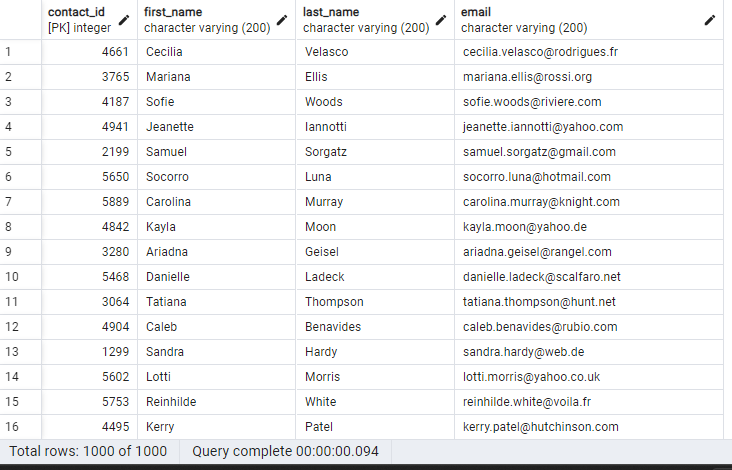 contact_id first_name last_name email
[PK] integer character varying (200) character varying (200) character varying (200)
1 4661 Cecilia Velasco cecilia.velasco@rodrigues.fr
2 3765 Mariana Ellis mariana.ellis@rossi.org
3 4187 Sofie Woods sofie.woods@riviere.com
4 4941 Jeanette Iannotti jeanette.iannotti@yahoo.com
5 2199 Samuel Sorgatz samuel.sorgatz@gmail.com
6 5650 Socorro Luna socorro.luna@hotmail.com
7 5889 Carolina Murray carolina.murray@knight.com
8 4842 Kayla Moon kayla.moon@yahoo.de
9 3280 Ariadna Geisel ariadna.geisel@rangel.com
10 5468 Danielle Ladeck danielle.ladeck@scalfaro.net
11 3064 Tatiana Thompson tatiana.thompson@hunt.net
12 4904 Caleb Benavides caleb.benavides@rubio.com
13 1299 Sandra Hardy sandra.hardy@web.de
14 5602 Lotti Morris lotti.morris@yahoo.co.uk
15 5753 Reinhilde White reinhilde.white@voila.fr
16 4495 Kerry Patel kerry.patel@hutchinson.com
Total rows: 1000 of 1000 Query complete 00:00:00.094